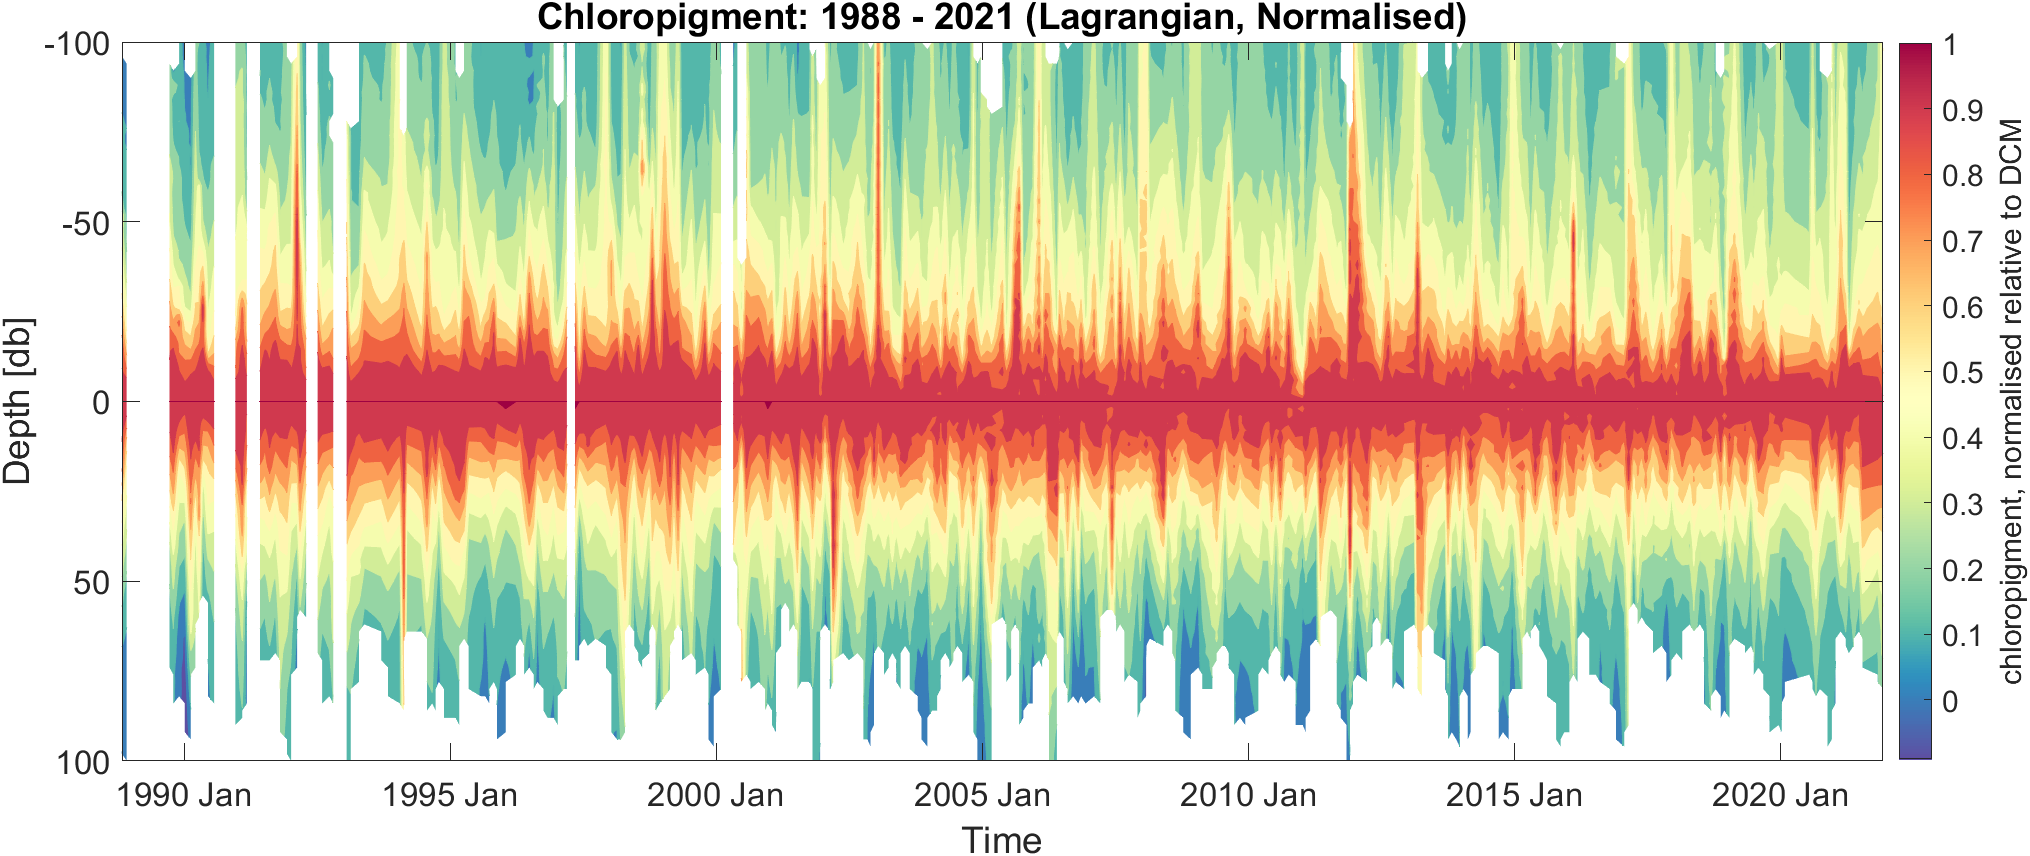 Chloropigment: 1988 - 2021 (Lagrangian, Normalised)
-100
-50
0
50
100
Depth [db]
1990 Jan
1995 Jan
2000 Jan
2005 Jan
2010 Jan
2015 Jan
2020 Jan
Time
1
0.9
0.8
0.7
0.6
0.5
0.4
0.3
0.2
0.1
0
chloropigment, normalised relative to DCM